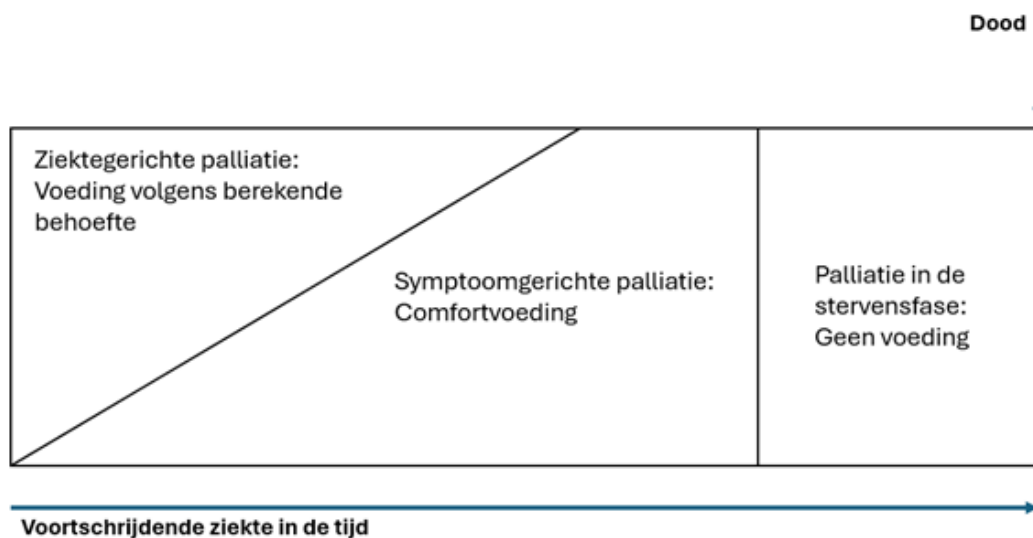 Dood
Ziektegerichte palliatie:
Voeding volgens berekende
behoefte
Symptoomgerichte palliatie:
Comfortvoeding
Palliatie in de
stervensfase:
Geen voeding
Voortschrijdende ziekte in de tijd